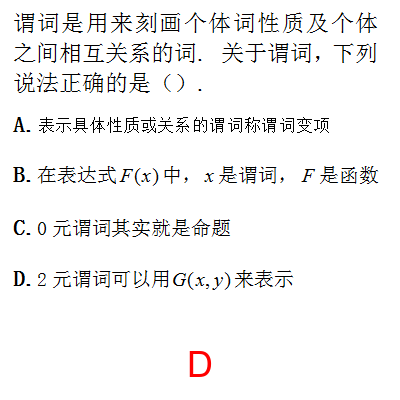 谓词是用来刻画个体词性质及个体
之间相互关系的词. 关于谓词，下列
说法正确的是（）.
A. 表示具体性质或关系的谓词称谓词变项
B. 在表达式F(x)中，x是谓词，F是函数
C. 0元谓词其实就是命题
D. 2元谓词可以用G(x,y)来表示
D